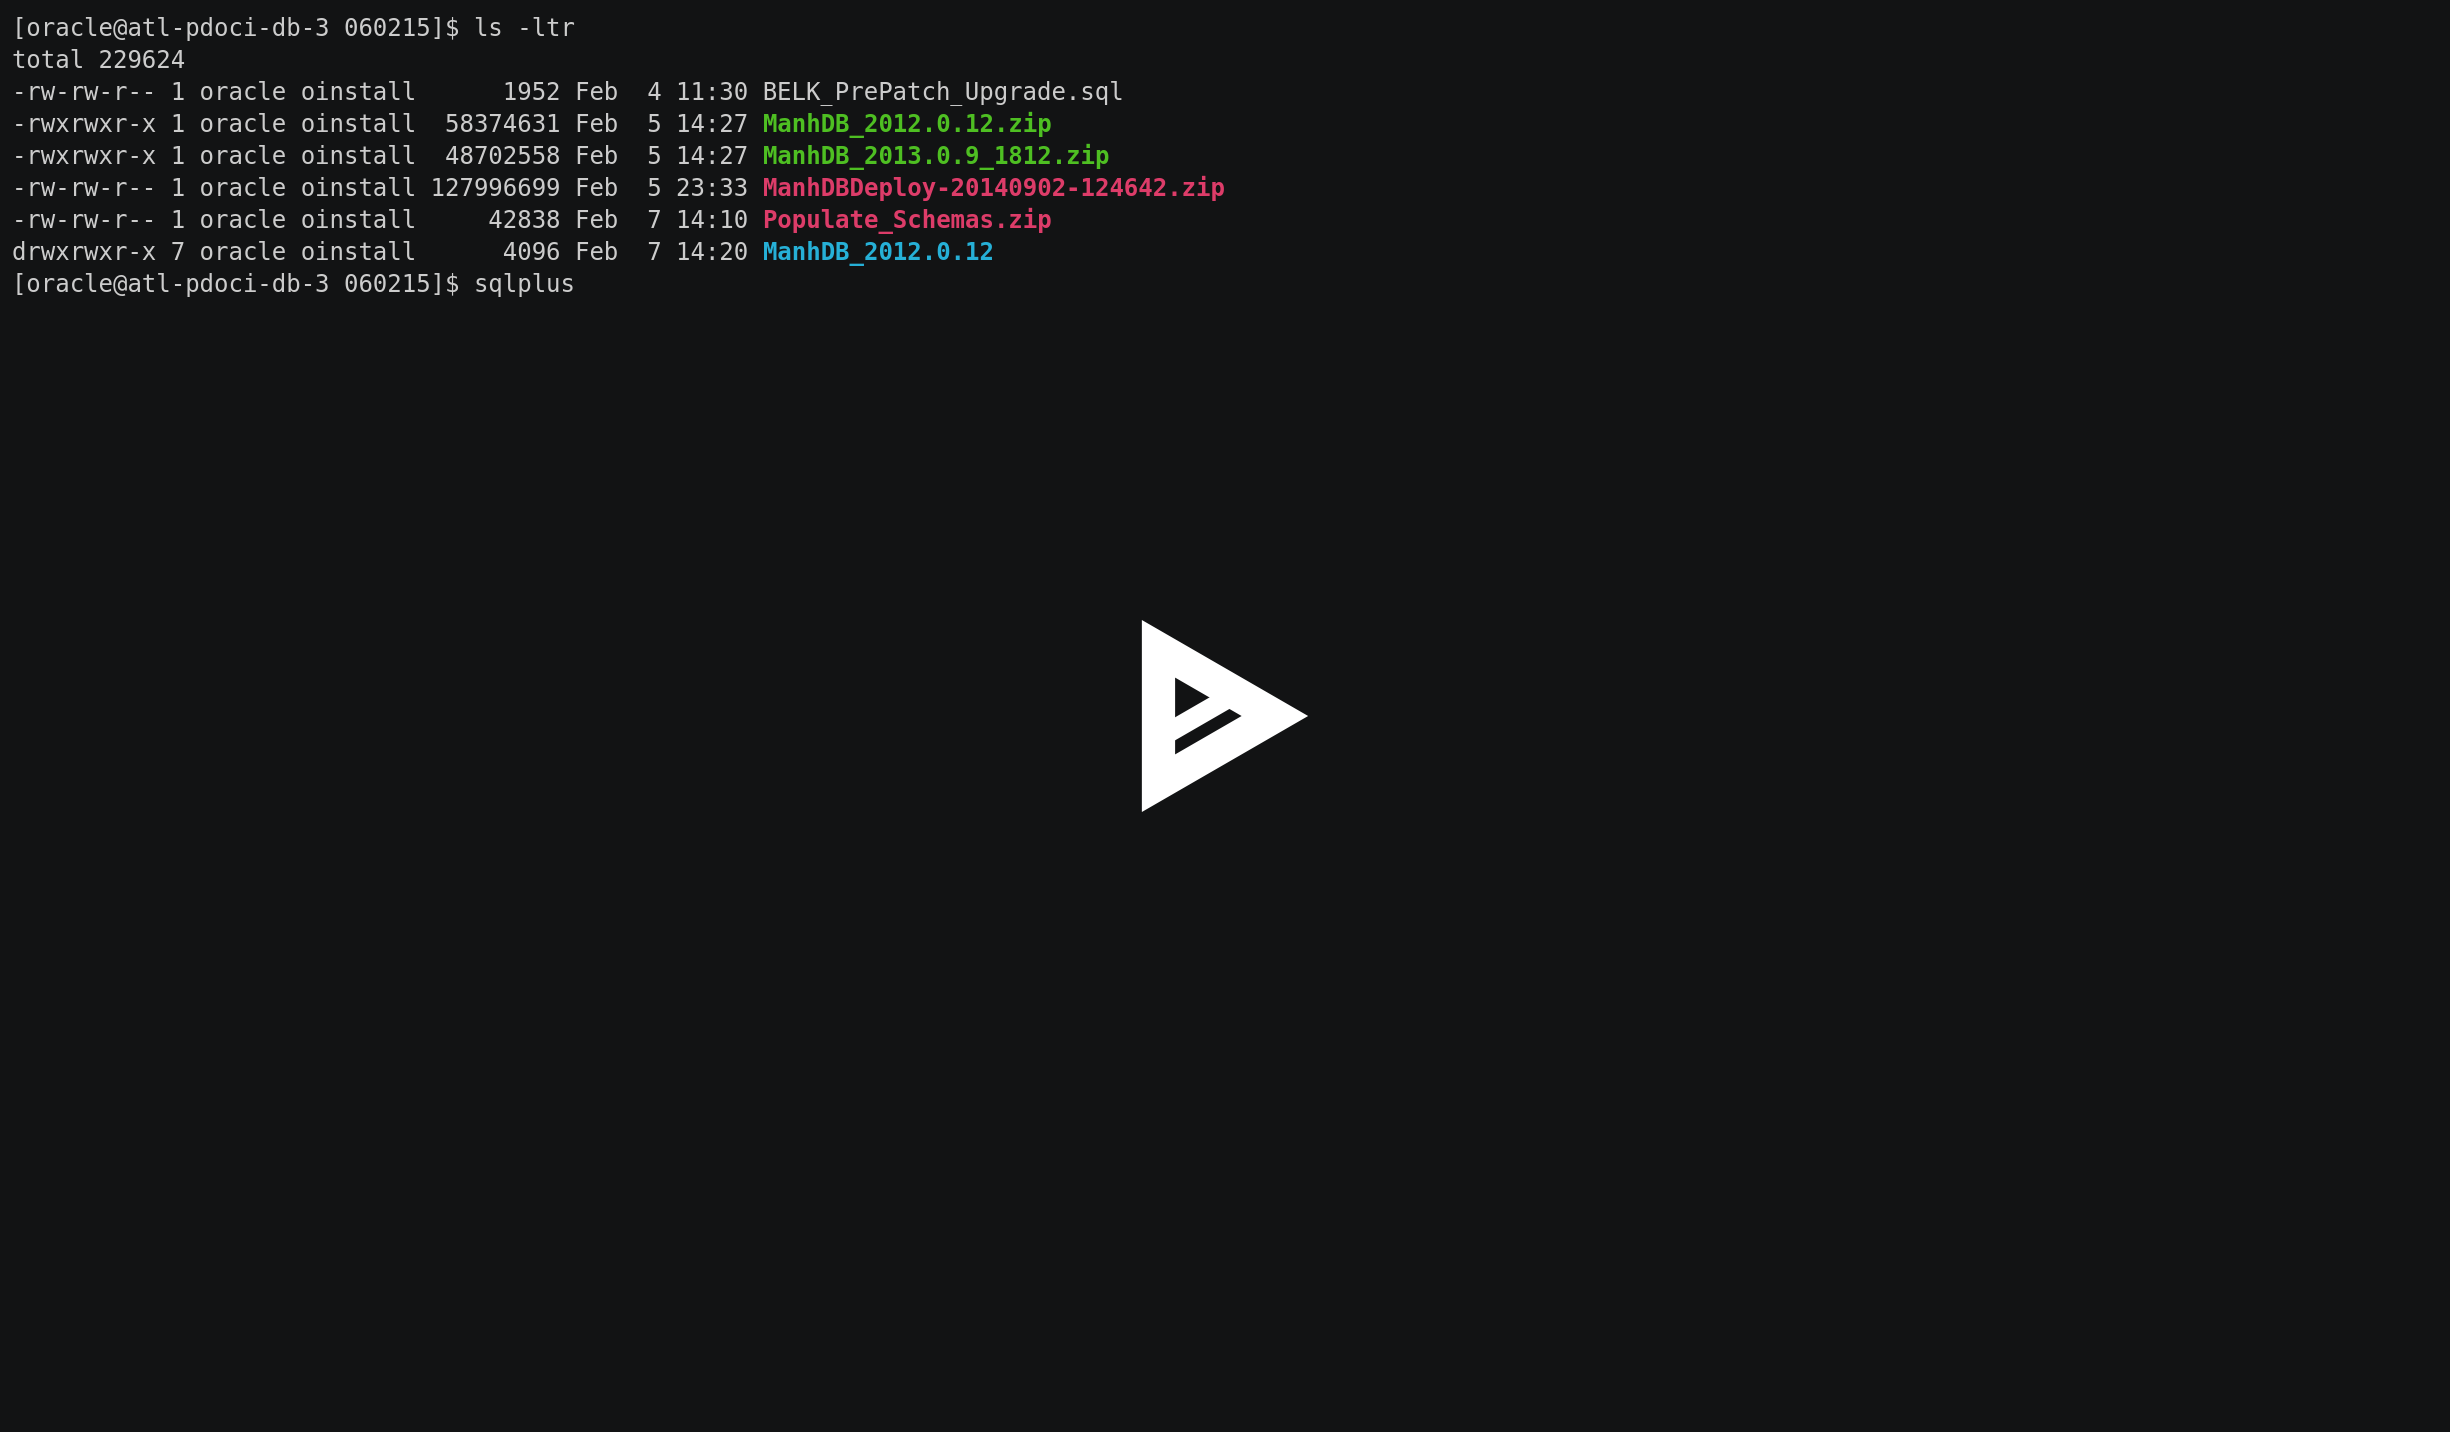 [oracle@atl-pdoci-db-3 060215]$ ls -ltr
total 229624
-rw-rw-r-- 1 oracle oinstall      1952 Feb  4 11:30 BELK_PrePatch_Upgrade.sql
-rwxrwxr-x 1 oracle oinstall  58374631 Feb  5 14:27 ManhDB_2012.0.12.zip
-rwxrwxr-x 1 oracle oinstall  48702558 Feb  5 14:27 ManhDB_2013.0.9_1812.zip
-rw-rw-r-- 1 oracle oinstall 127996699 Feb  5 23:33 ManhDBDeploy-20140902-124642.zip
-rw-rw-r-- 1 oracle oinstall     42838 Feb  7 14:10 Populate_Schemas.zip
drwxrwxr-x 7 oracle oinstall      4096 Feb  7 14:20 ManhDB_2012.0.12
[oracle@atl-pdoci-db-3 060215]$ sqlplus